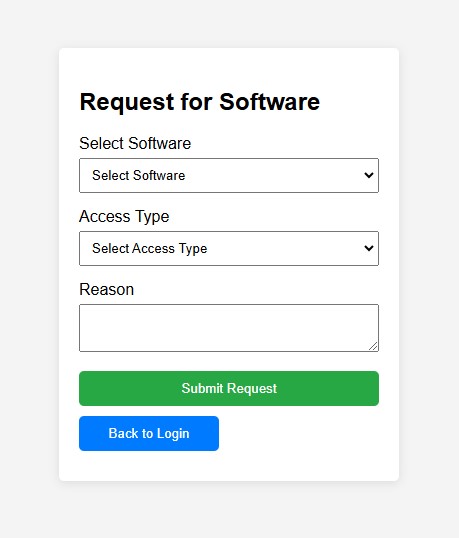 Request for Software
Select Software
Select Software
Access Type
Select Access Type
Reason
Submit Request
Back to Login